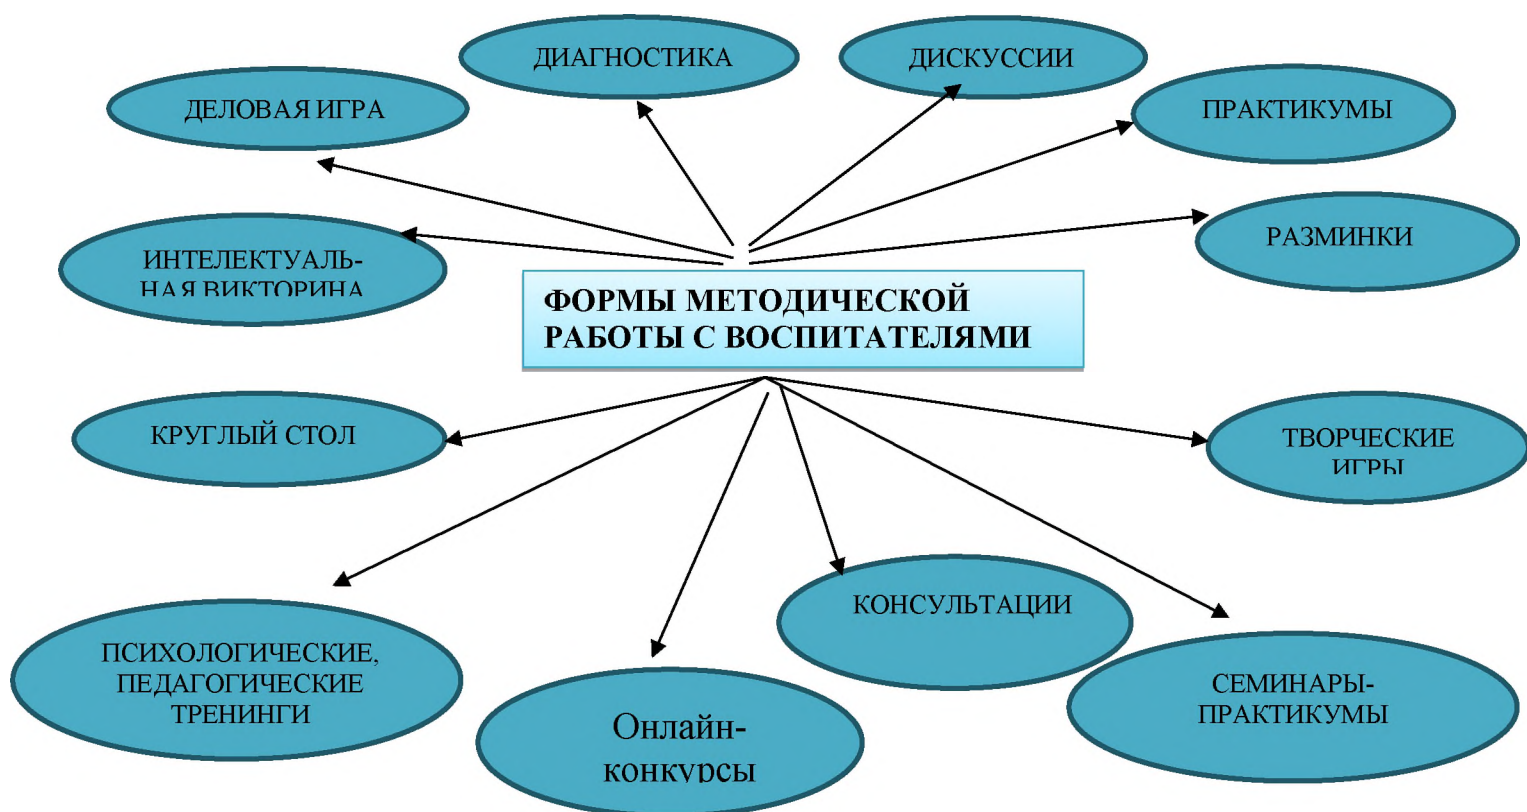 ДИАГНОСТИКА
ДИСКУССИИ
ДЕЛОВАЯ ИГРА
ПРАКТИКУМЫ
ИНТЕЛЕКТУАЛЬ-
НАЯ ВИКТОРИНА
РАЗМИНКИ
ФОРМЫ МЕТОДИЧЕСКОЙ
РАБОТЫ С ВОСПИТАТЕЛЯМИ
КРУГЛЫЙ СТОЛ
ТВОРЧЕСКИЕ
ИГРЫ
ПСИХОЛОГИЧЕСКИЕ,
ПЕДАГОГИЧЕСКИЕ
ТРЕНИНГИ
Онлайн-
конкурсы
КОНСУЛЬТАЦИИ
СЕМИНАРЫ-
ПРАКТИКУМЫ